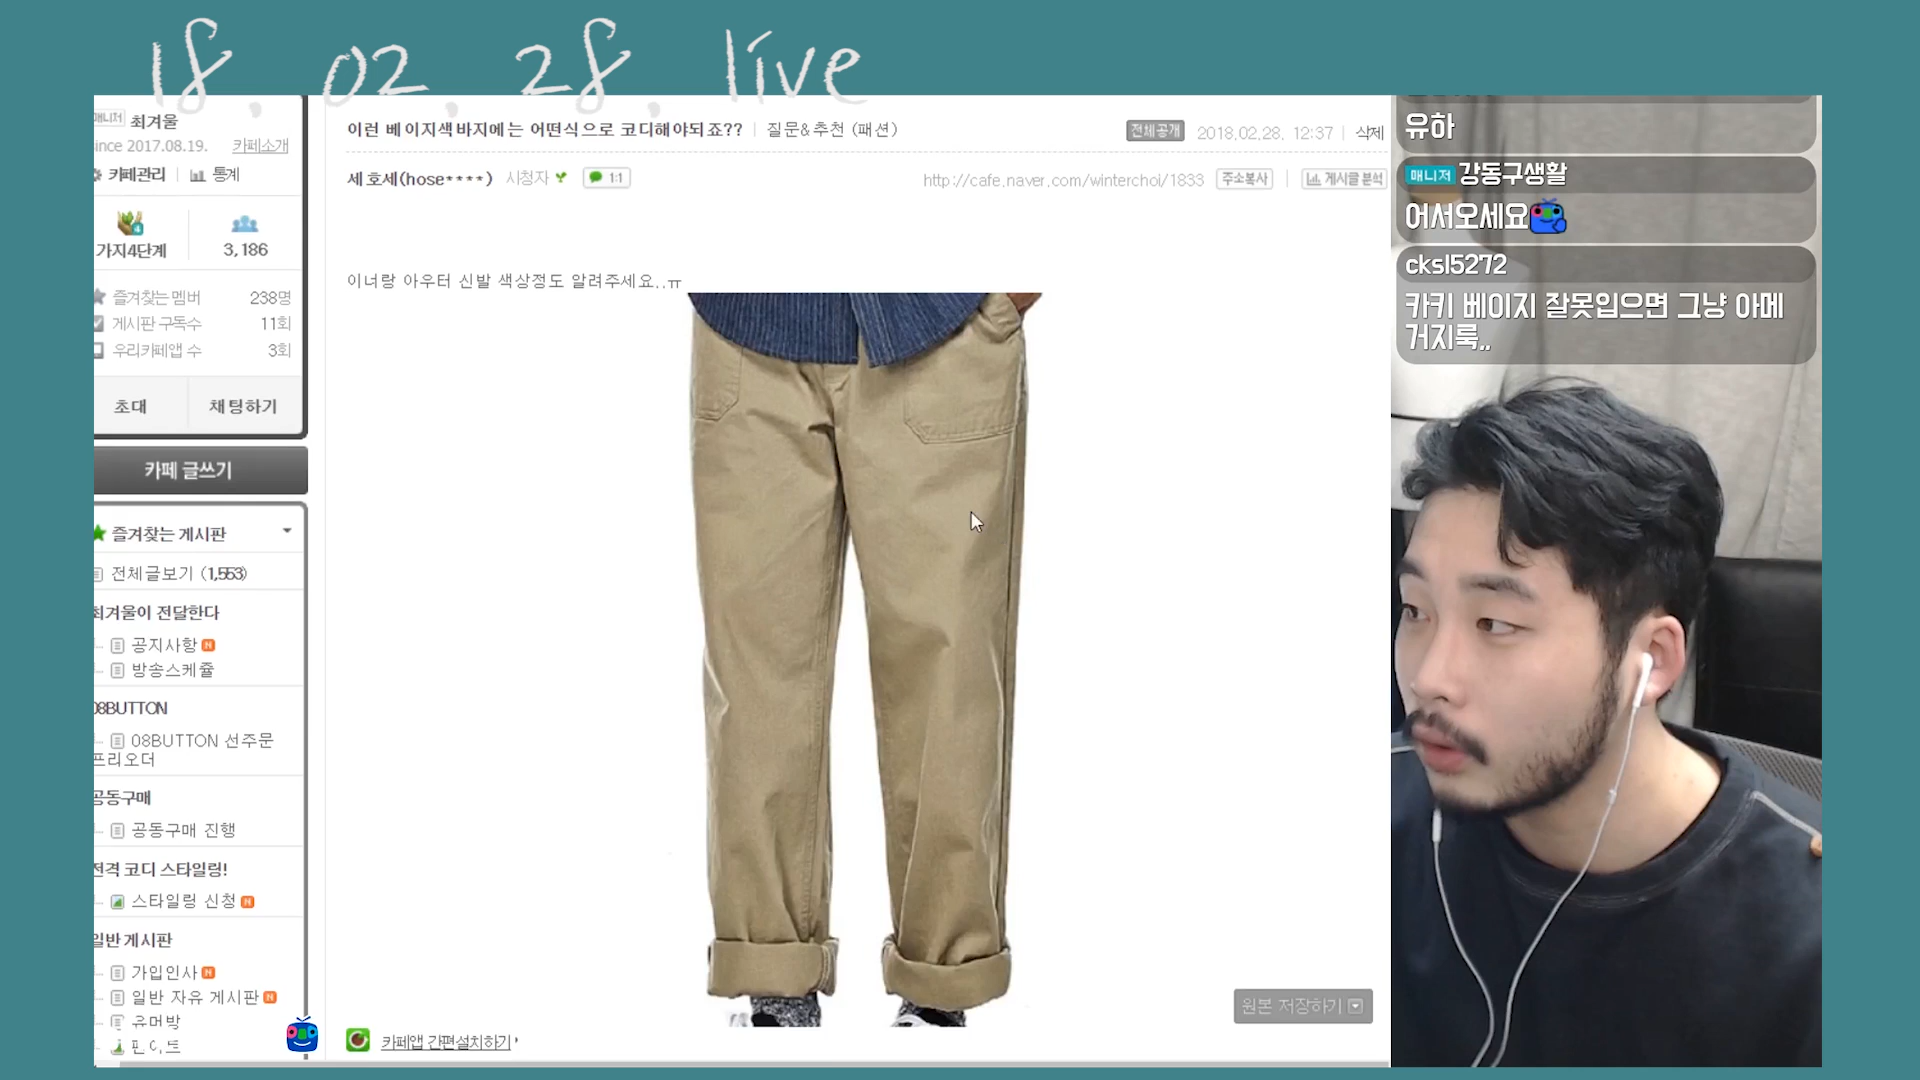 18. 02. 28. live
매니저 최겨울
since 2017.08.19. 카페소개
카페관리 통계
가지4단계 3,186
즐겨찾는 멤버 238명
게시판 구독수 11회
우리카페앱 수 3회
초대 채팅하기
카페 글쓰기
즐겨찾는 게시판
전체글보기 (1,553)
최겨울이 전달한다
공지사항 N
방송스케쥴
08BUTTON
08BUTTON 선주문
프리오더
공동구매
공동구매 진행
전격 코디 스타일링!
스타일링 신청 N
일반 게시판
가입인사 N
일반 자유 게시판 N
유머방
이런 베이지색바지에는 어떤식으로 코디해야되죠?? 질문&추천 (패션)
전체공개 2018.02.28. 12:37 삭제
세호세(hose****) 시청자 1:1
http://cafe.naver.com/winterchoi/1833 주소복사 게시글 분석
이너랑 아우터 신발 색상정도 알려주세요..ㅠ
원본 저장하기
카페앱 간편설치하기
유하
매니저 강동구생활
어서오세요
cksl5272
캬키 베이지 잘못입으면 그냥 아메
거지룩..